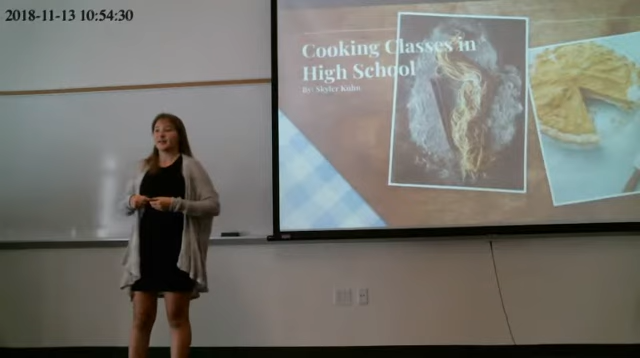 2018-11-13 10:54:30
Cooking Classes in
High School
By: Skyler Kuhn